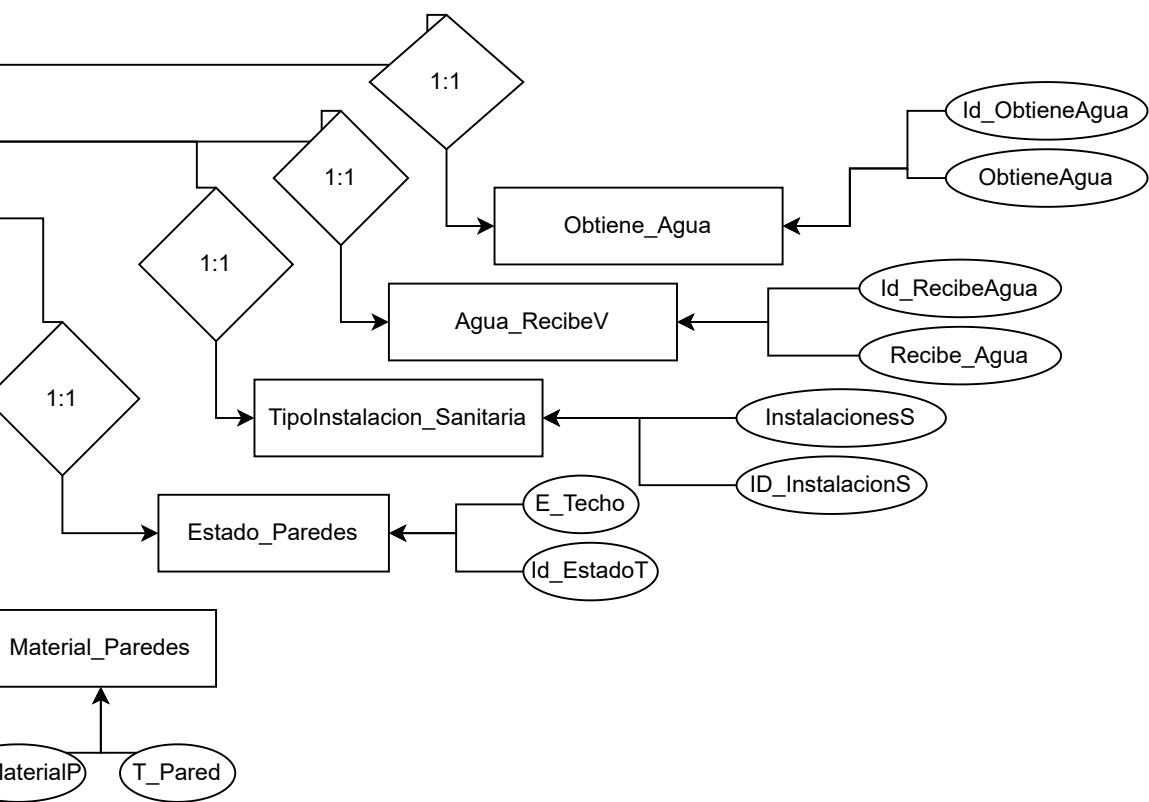 1:1
Id_ObtieneAgua
1:1
ObtieneAgua
Obtiene_Agua
1:1
Id_RecibeAgua
Agua_RecibeV
Recibe_Agua
1:1
TipoInstalacion_Sanitaria
InstalacionesS
ID_InstalacionS
E_Techo
Estado_Paredes
Id_EstadoT
Material_Paredes
T_Pared